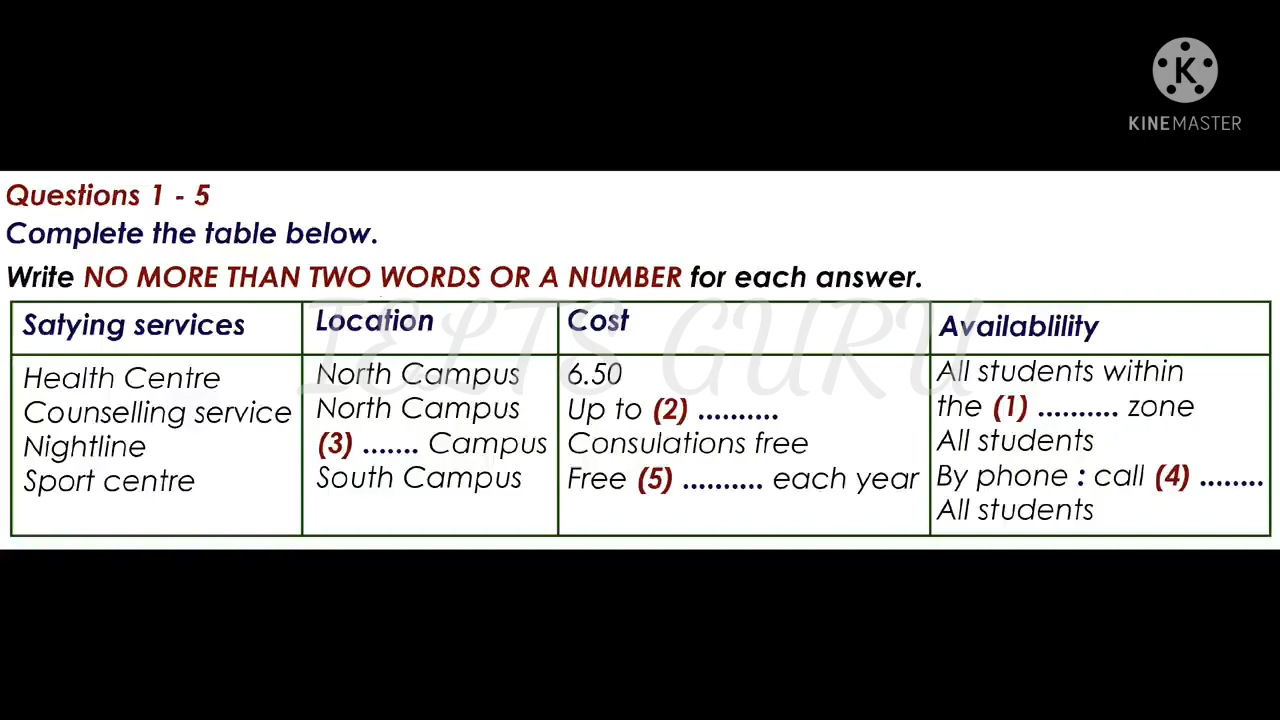 K
KINEMASTER
Questions 1 - 5
Complete the table below.
Write NO MORE THAN TWO WORDS OR A NUMBER for each answer.
IELTS GURU
Satying services Location Cost Availablility
Health Centre North Campus 6.50 All students within
Counselling service North Campus Up to (2) .......... the (1) .......... zone
Nightline (3) ....... Campus Consulations free All students
Sport centre South Campus Free (5) .......... each year By phone : call (4) ........
All students